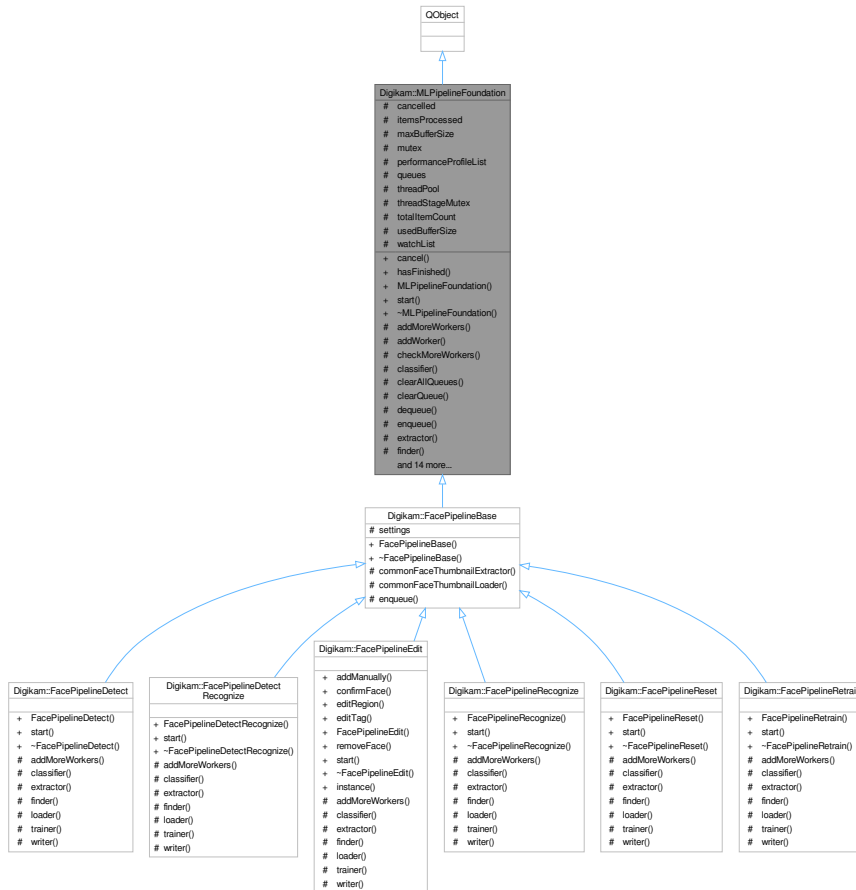 QObject
Digikam::MLPipelineFoundation
# cancelled
# itemsProcessed
# maxBufferSize
# mutex
# performanceProfileList
# queues
# threadPool
# threadStageMutex
# totalItemCount
# usedBufferSize
# watchList
+ cancel()
+ hasFinished()
+ MLPipelineFoundation()
+ start()
+ ~MLPipelineFoundation()
# addMoreWorkers()
# addWorker()
# checkMoreWorkers()
# classifier()
# clearAllQueues()
# clearQueue()
# dequeue()
# enqueue()
# extractor()
# finder()
and 14 more...
Digikam::FacePipelineBase
# settings
+ FacePipelineBase()
+ ~FacePipelineBase()
# commonFaceThumbnailExtractor()
# commonFaceThumbnailLoader()
# enqueue()
Digikam::FacePipelineDetect
+ FacePipelineDetect()
+ start()
+ ~FacePipelineDetect()
# addMoreWorkers()
# classifier()
# extractor()
# finder()
# loader()
# trainer()
# writer()
Digikam::FacePipelineDetect
Recognize
+ FacePipelineDetectRecognize()
+ start()
+ ~FacePipelineDetectRecognize()
# addMoreWorkers()
# classifier()
# extractor()
# finder()
# loader()
# trainer()
# writer()
Digikam::FacePipelineEdit
+ addManually()
+ confirmFace()
+ editRegion()
+ editTag()
+ FacePipelineEdit()
+ removeFace()
+ start()
+ ~FacePipelineEdit()
+ instance()
# addMoreWorkers()
# classifier()
# extractor()
# finder()
# loader()
# trainer()
# writer()
Digikam::FacePipelineRecognize
+ FacePipelineRecognize()
+ start()
+ ~FacePipelineRecognize()
# addMoreWorkers()
# classifier()
# extractor()
# finder()
# loader()
# trainer()
# writer()
Digikam::FacePipelineReset
+ FacePipelineReset()
+ start()
+ ~FacePipelineReset()
# addMoreWorkers()
# classifier()
# extractor()
# finder()
# loader()
# trainer()
# writer()
Digikam::FacePipelineRetrain
+ FacePipelineRetrain()
+ start()
+ ~FacePipelineRetrain()
# addMoreWorkers()
# classifier()
# extractor()
# finder()
# loader()
# trainer()
# writer()